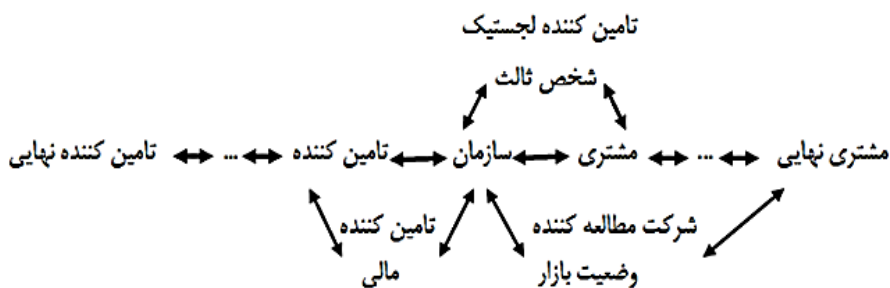 تامین کننده لجستیک
شخص ثالث
مشتری نهایی ... مشتری سازمان تامین کننده ... تامین کننده نهایی
شرکت مطالعه کننده تامین کننده
وضعیت بازار مالی